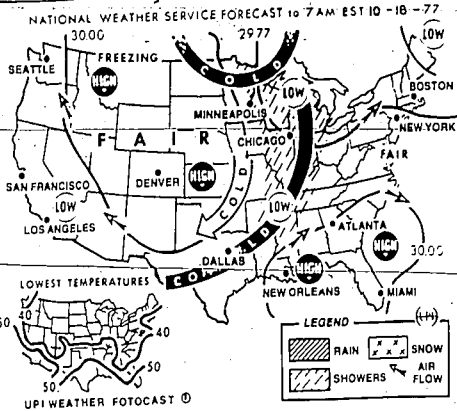 NATIONAL WEATHER SERVICE FORECAST to 7AM EST 10-18-77
30.00
29.77
LOW
SEATTLE
FREEZING
HIGH
COLD
LOW
BOSTON
MINNEAPOLIS
NEW YORK
CHICAGO
FAIR
FAIR
COLD
DENVER
HIGH
SAN FRANCISCO
LOW
LOW
LOS ANGELES
ATLANTA
HIGH
30.00
COLD
DALLAS
HIGH
NEW ORLEANS
MIAMI
LOWEST TEMPERATURES
40
40
50
50
LEGEND
RAIN
SNOW
SHOWERS
AIR FLOW
UPI WEATHER FOTOCAST